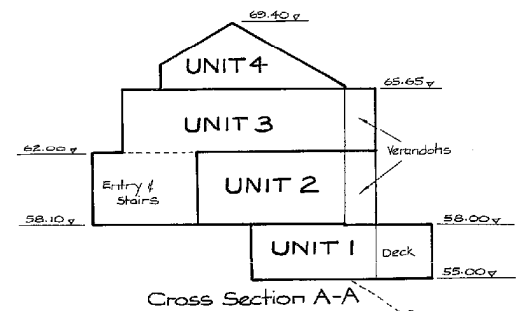 69.40
UNIT 4
65.65
UNIT 3
62.00
Verandahs
Entry &
Stairs
UNIT 2
58.10
58.00
UNIT 1
Deck
55.00
Cross Section A-A